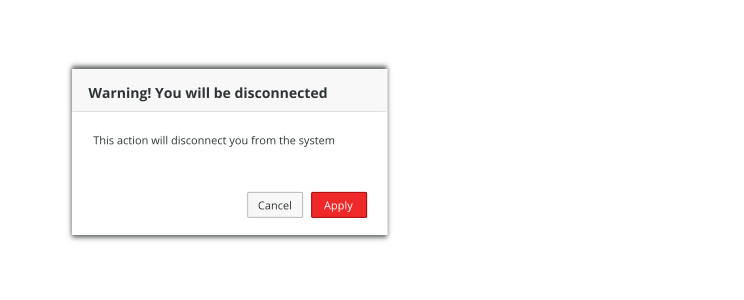 Warning! You will be disconnected
This action will disconnect you from the system
Cancel
Apply